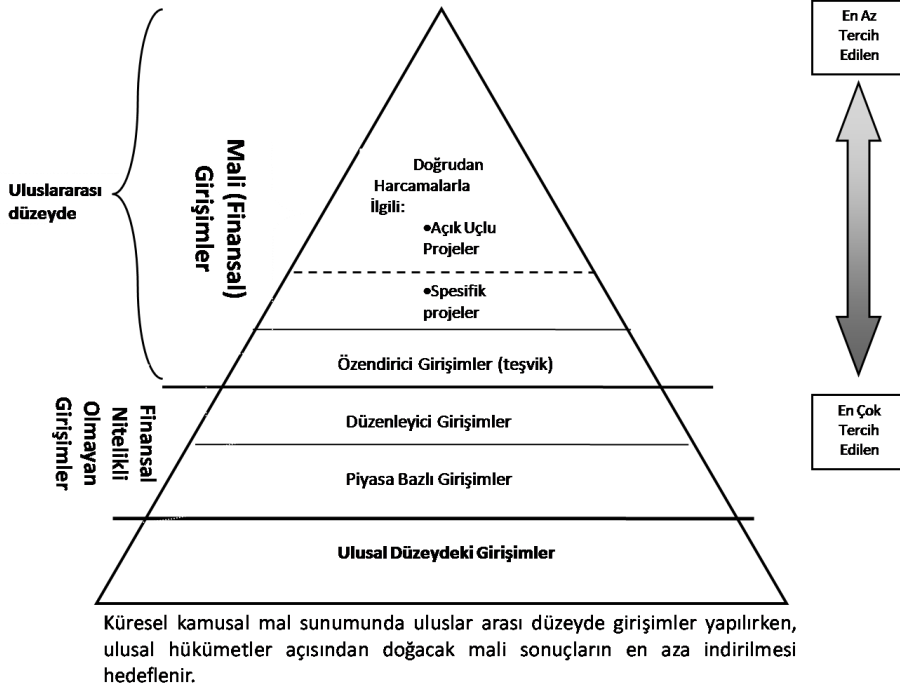 En Az
Tercih
Edilen
Uluslararası
düzeyde
Mali (Finansal)
Girişimler
Doğrudan
Harcamalarla
İlgili:
•Açık Uçlu
Projeler
•Spesifik
projeler
Özendirici Girişimler (teşvik)
Finansal
Nitelikli
Olmayan
Girişimler
Düzenleyici Girişimler
Piyasa Bazlı Girişimler
En Çok
Tercih
Edilen
Ulusal Düzeydeki Girişimler
Küresel kamusal mal sunumunda uluslar arası düzeyde girişimler yapılırken,
ulusal hükümetler açısından doğacak mali sonuçların en aza indirilmesi
hedeflenir.